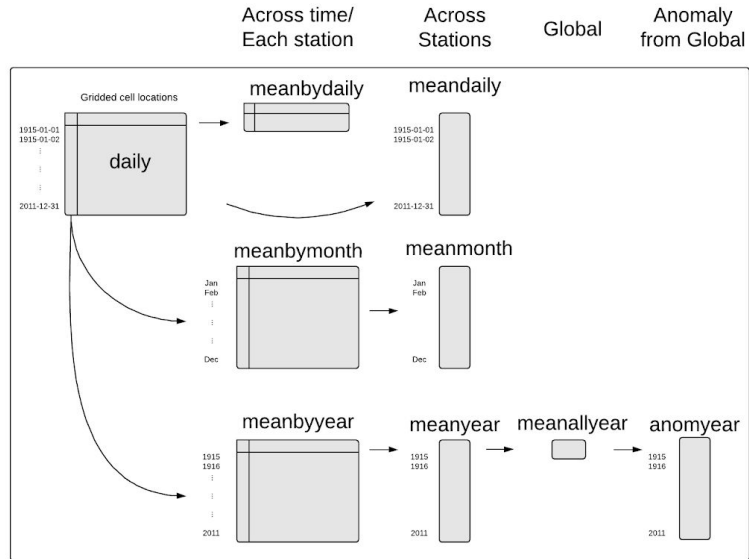 Across time/
Each station
Across
Stations
Global
Anomaly
from Global
Gridded cell locations
meanbydaily
meandaily
1915-01-01
1915-01-02
⋮
daily
⋮
⋮
2011-12-31
1915-01-01
1915-01-02
⋮
⋮
⋮
2011-12-31
meanbymonth
meanmonth
Jan
Feb
⋮
⋮
⋮
Dec
Jan
Feb
⋮
⋮
⋮
Dec
meanbyyear
meanyear
meanallyear
anomyear
1915
1916
⋮
⋮
⋮
2011
1915
1916
⋮
⋮
⋮
2011
1915
1916
⋮
⋮
⋮
2011